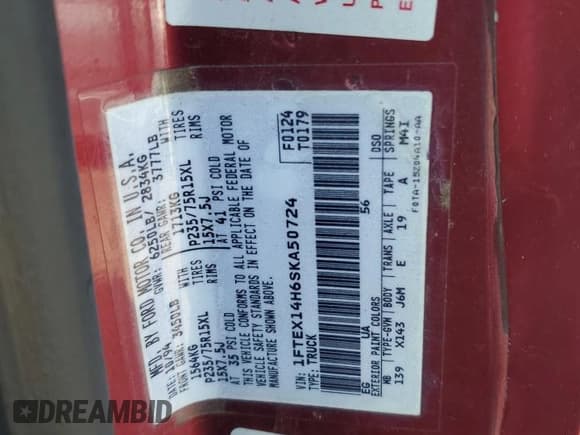 MFD. BY FORD MOTOR CO. IN U.S.A.
DATE: 10/94 GVWR: 6250LB/ 2834KG
FRONT GAWR: 3450LB REAR GAWR: 3777LB
1564KG WITH 1713KG WITH
P235/75R15XL TIRES P235/75R15XL TIRES
15X7.5J RIMS 15X7.5J RIMS
AT 35 PSI COLD AT 41 PSI COLD
THIS VEHICLE CONFORMS TO ALL APPLICABLE FEDERAL MOTOR
VEHICLE SAFETY STANDARDS IN EFFECT ON THE DATE OF
MANUFACTURE SHOWN ABOVE.
F0124
T0179
VIN: 1FTEX14H6SKA50724
TYPE: TRUCK
EG UA 56
EXTERIOR PAINT COLORS DSO
WB TYPE-GVW BODY TRANS AXLE TAPE SPRINGS
139 X143 J6M E 19 A M4I
F0TA-15204A10-AA
DREAMBID